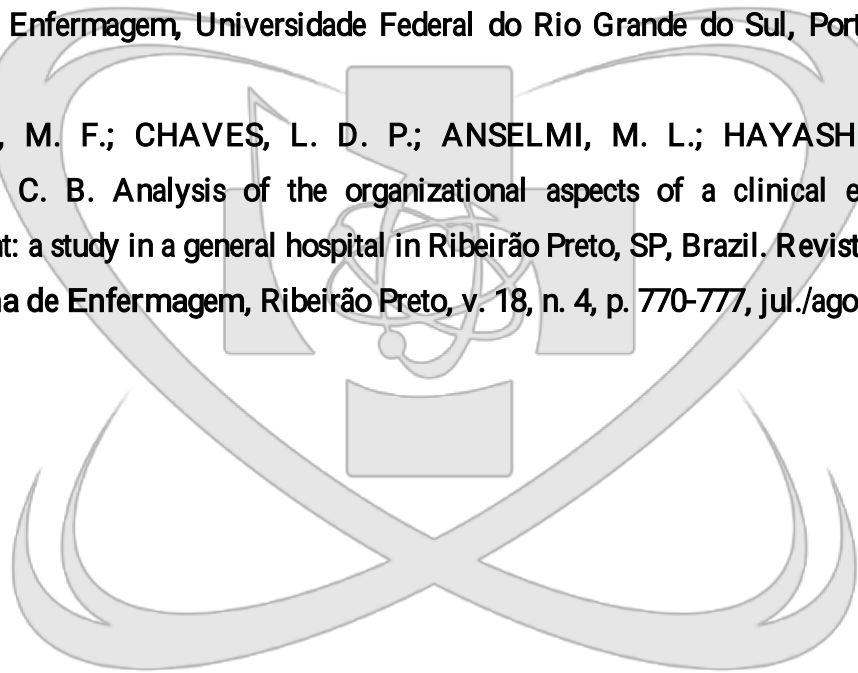 Enfermagem, Universidade Federal do Rio Grande do Sul, Port
, M. F.; CHAVES, L. D. P.; ANSELMI, M. L.; HAYASH
C. B. Analysis of the organizational aspects of a clinical e
t: a study in a general hospital in Ribeirão Preto, SP, Brazil. Revist
a de Enfermagem, Ribeirão Preto, v. 18, n. 4, p. 770-777, jul./ago